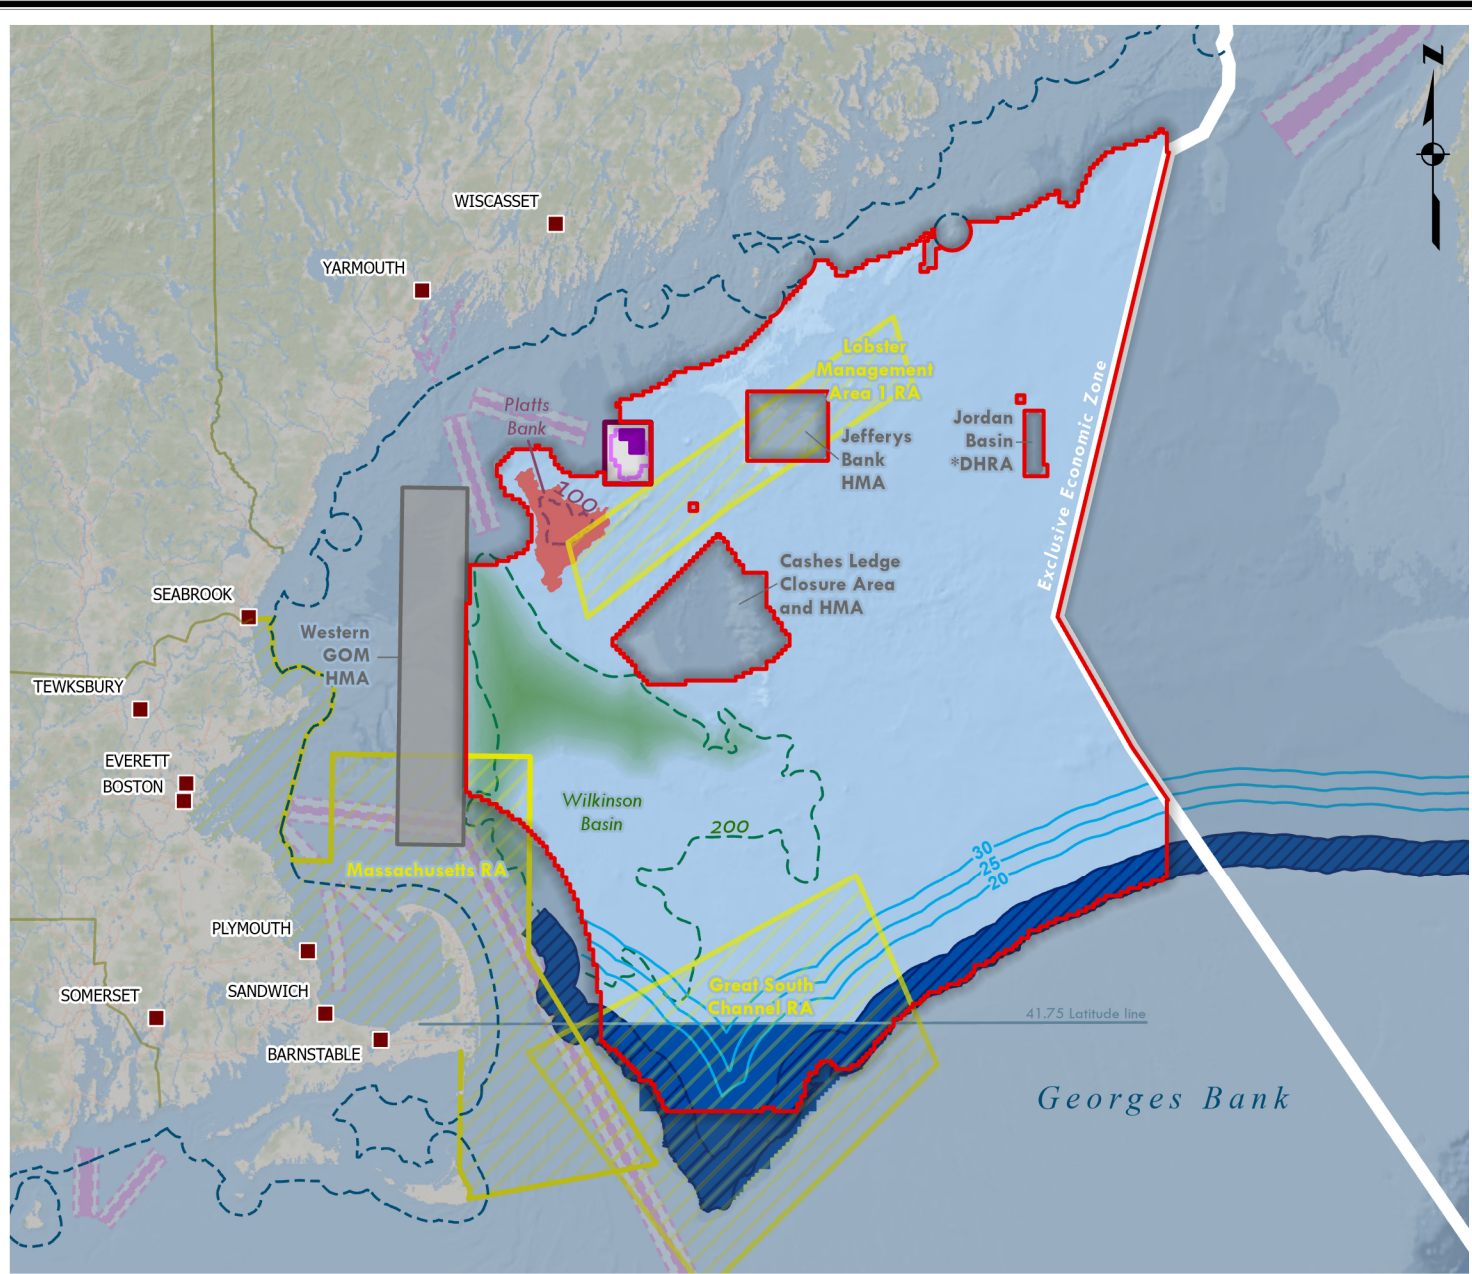 N
WISCASSET
YARMOUTH
Lobster
Management
Area 1 RA
Platts
Bank
100
Jefferys
Bank
HMA
Jordan
Basin
*DHRA
Exclusive Economic Zone
Cashes Ledge
Closure Area
and HMA
SEABROOK
Western
GOM
HMA
TEWKSBURY
EVERETT
BOSTON
Wilkinson
Basin
200
30
25
20
Massachusetts RA
PLYMOUTH
SANDWICH
SOMERSET
BARNSTABLE
Great South
Channel RA
41.75 Latitude line
Georges Bank